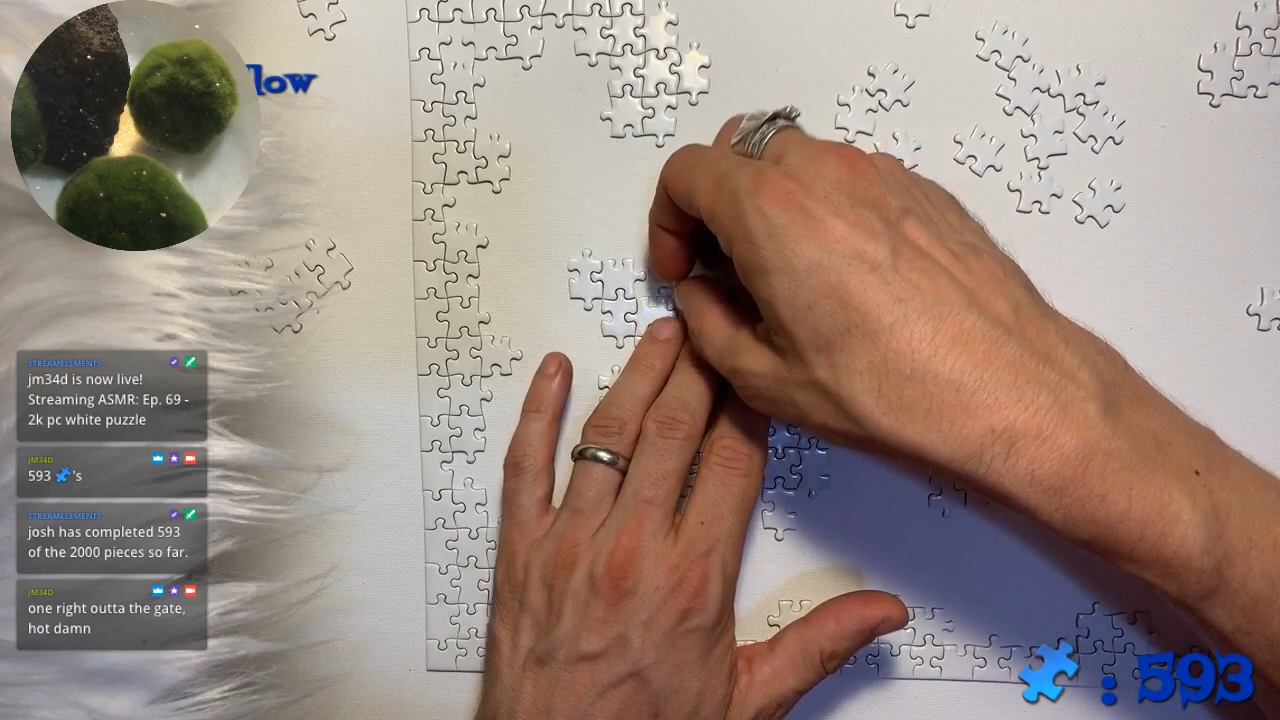 low
STREAMELEMENTS
jm34d is now live!
Streaming ASMR: Ep. 69 -
2k pc white puzzle
JM34D
593 🧩's
STREAMELEMENTS
josh has completed 593
of the 2000 pieces so far.
JM34D
one right outta the gate,
hot damn
: 593